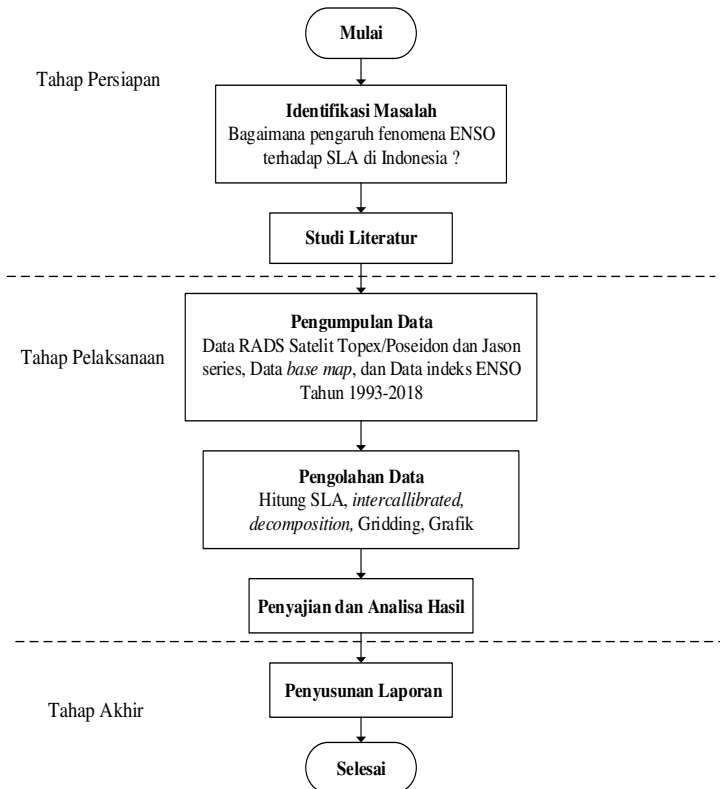 Mulai
Tahap Persiapan
Identifikasi Masalah
Bagaimana pengaruh fenomena ENSO
terhadap SLA di Indonesia ?
Studi Literatur
Pengumpulan Data
Data RADS Satelit Topex/Poseidon dan Jason
series, Data base map, dan Data indeks ENSO
Tahun 1993-2018
Tahap Pelaksanaan
Pengolahan Data
Hitung SLA, intercallibrated,
decomposition, Gridding, Grafik
Penyajian dan Analisa Hasil
Penyusunan Laporan
Tahap Akhir
Selesai